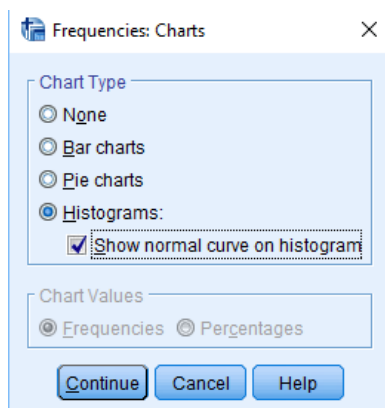 Frequencies: Charts
Chart Type
None
Bar charts
Pie charts
Histograms:
Show normal curve on histogram
Chart Values
Frequencies Percentages
Continue Cancel Help